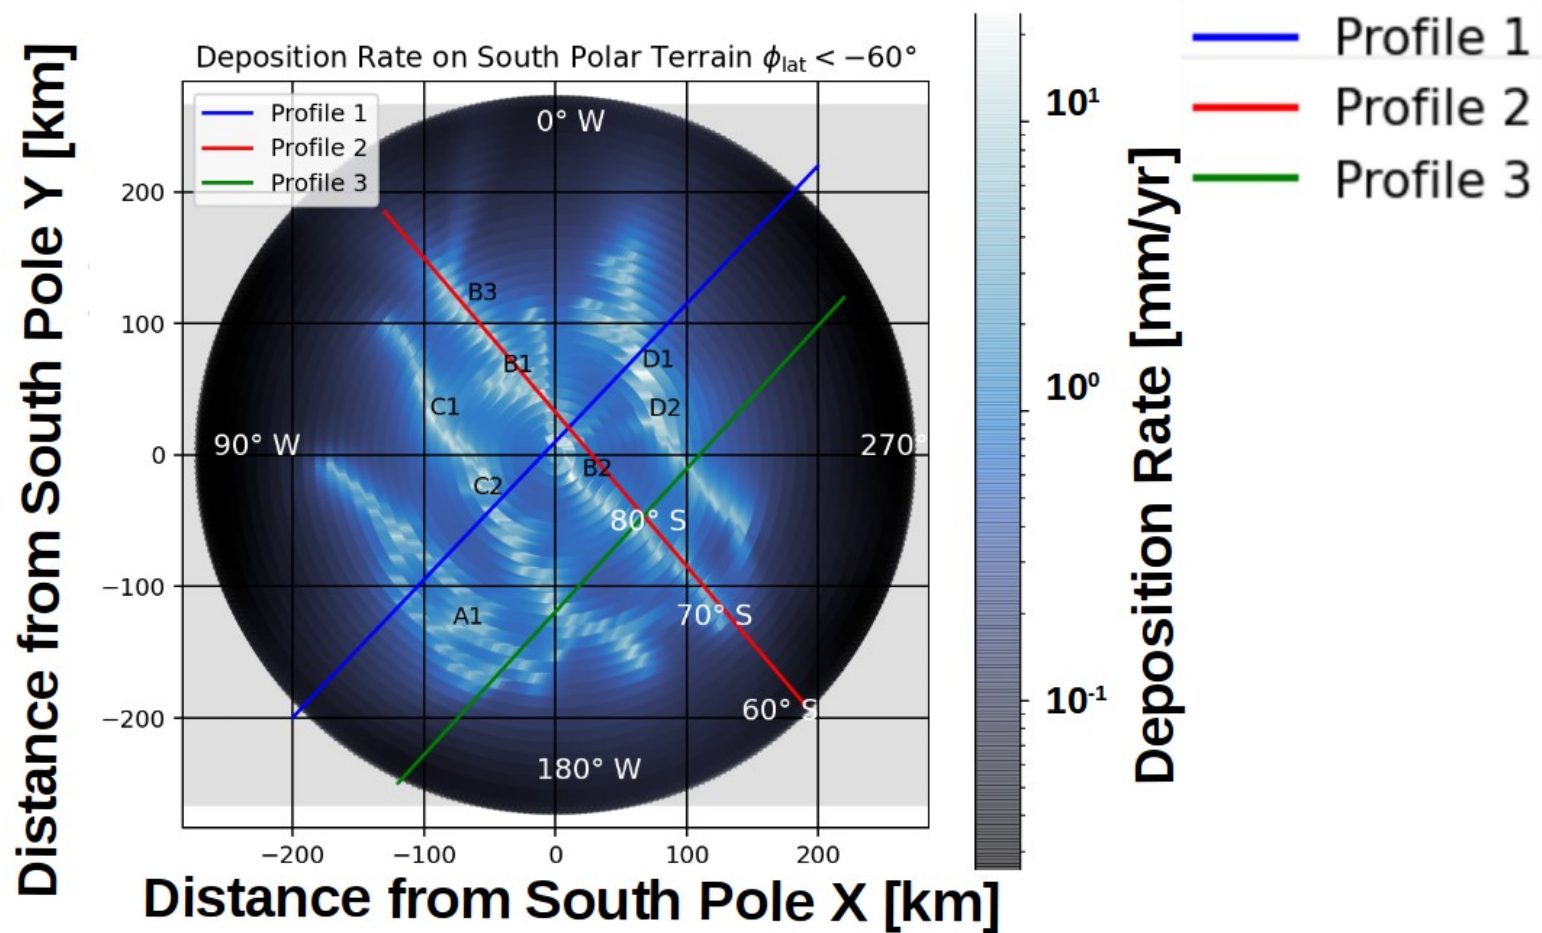 Deposition Rate on South Polar Terrain ϕlat < −60°
Profile 1
Profile 2
Profile 3
Distance from South Pole Y [km]
200
100
0
−100
−200
−200
−100
0
100
200
Distance from South Pole X [km]
0° W
90° W
270°
180° W
80° S
70° S
60° S
B3
B1
C1
C2
A1
B2
D1
D2
10¹
10⁰
10⁻¹
Deposition Rate [mm/yr]
Profile 1
Profile 2
Profile 3